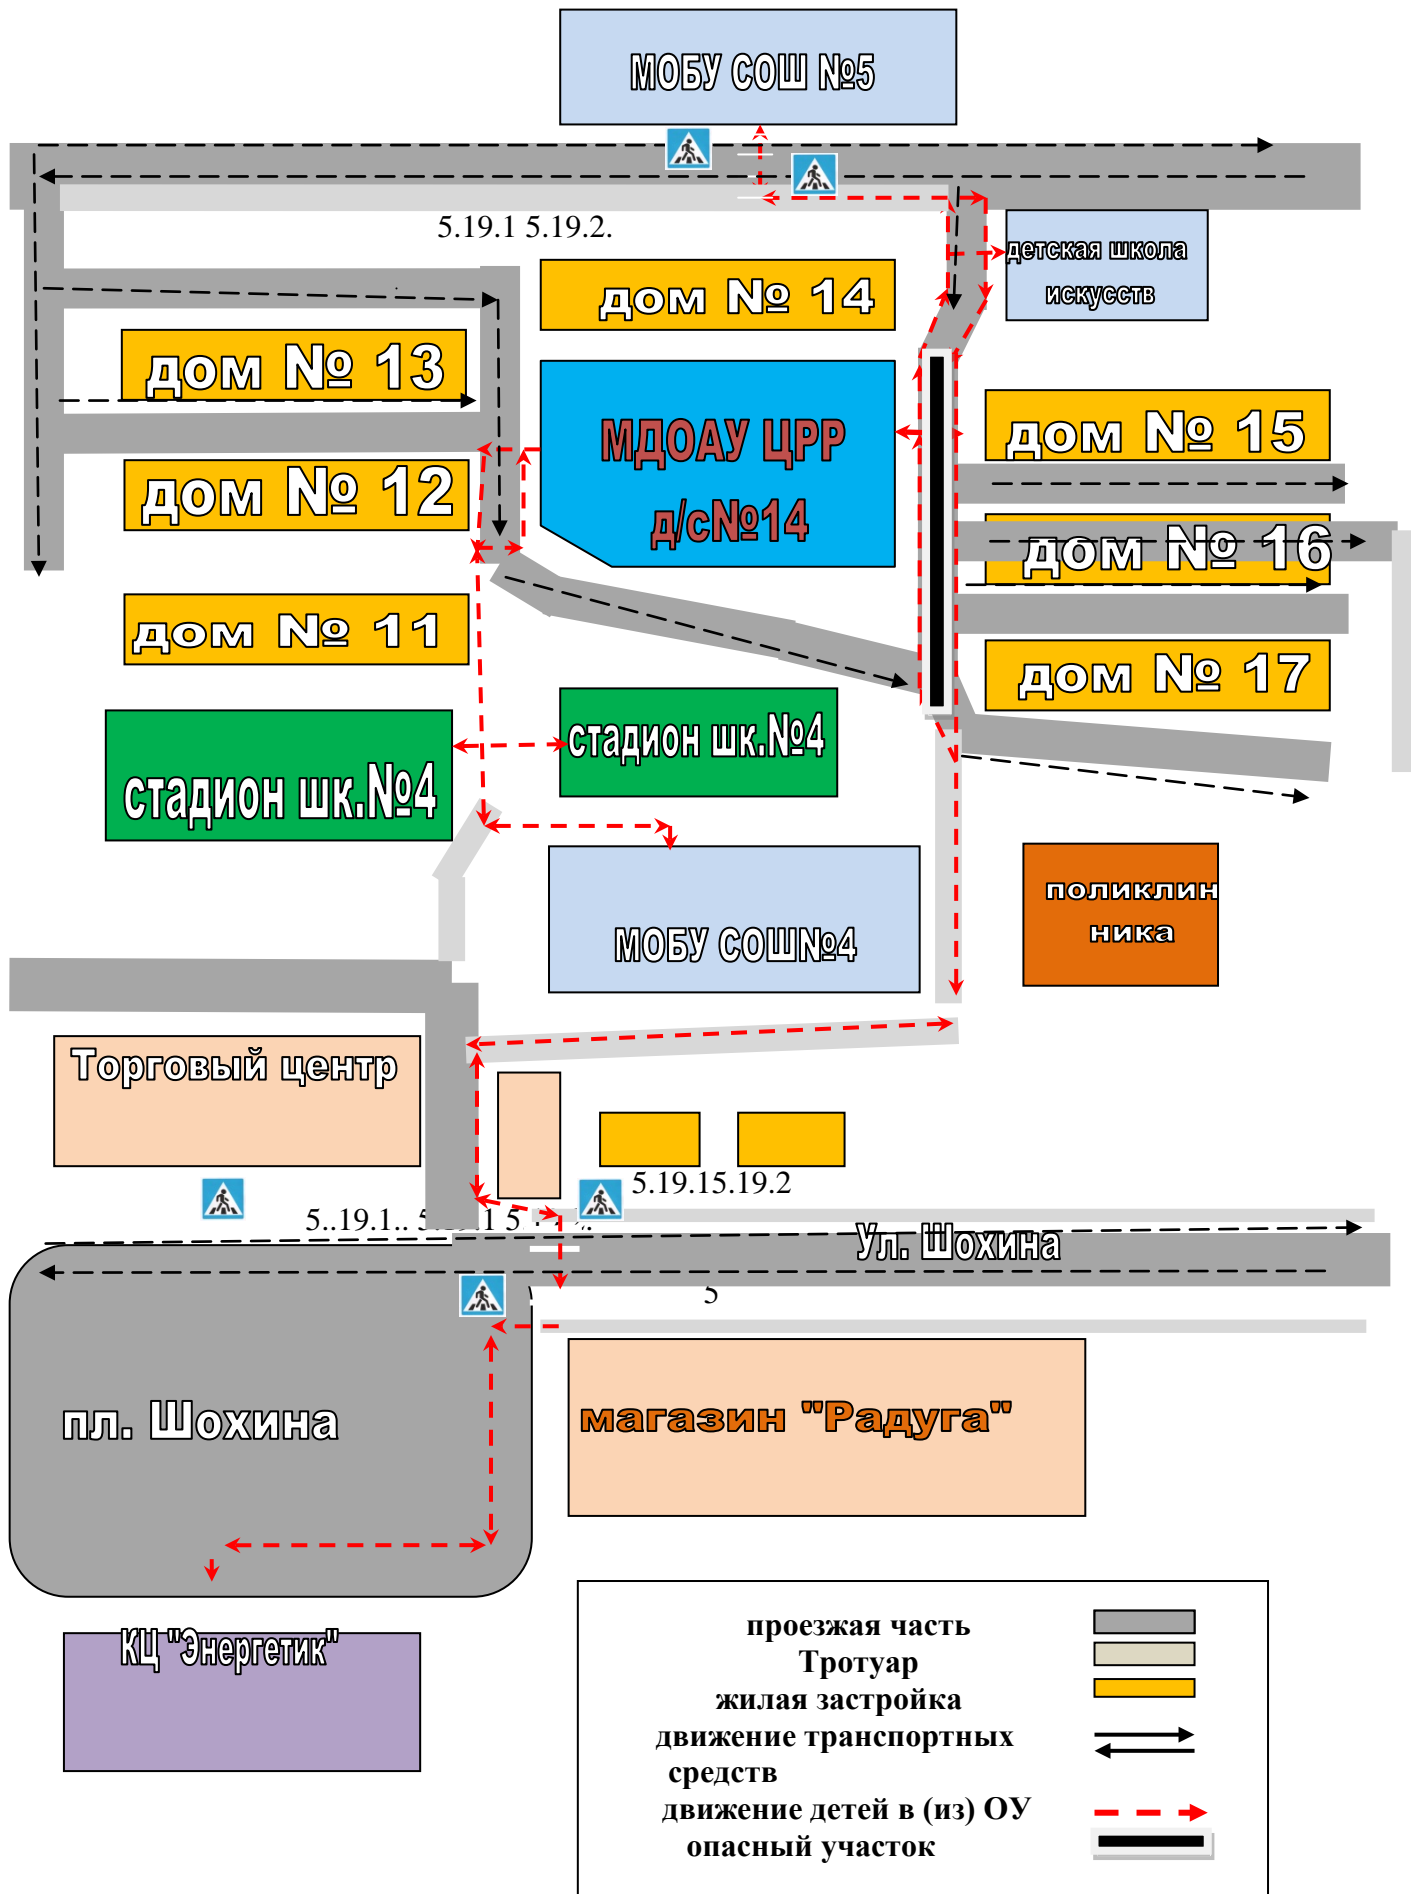 МОБУ СОШ №5
5.19.1 5.19.2.
детская школа
искусств
дом № 14
дом № 13
МДОАУ ЦРР
д/с№14
дом № 15
дом № 12
дом № 16
дом № 11
дом № 17
стадион шк.№4
стадион шк.№4
поликлин
ника
МОБУ СОШ№4
Торговый центр
5.19.15.19.2
5..19.1..
Ул. Шохина
5
пл. Шохина
магазин "Радуга"
КЦ "Энергетик"
проезжая часть
Тротуар
жилая застройка
движение транспортных
средств
движение детей в (из) ОУ
опасный участок